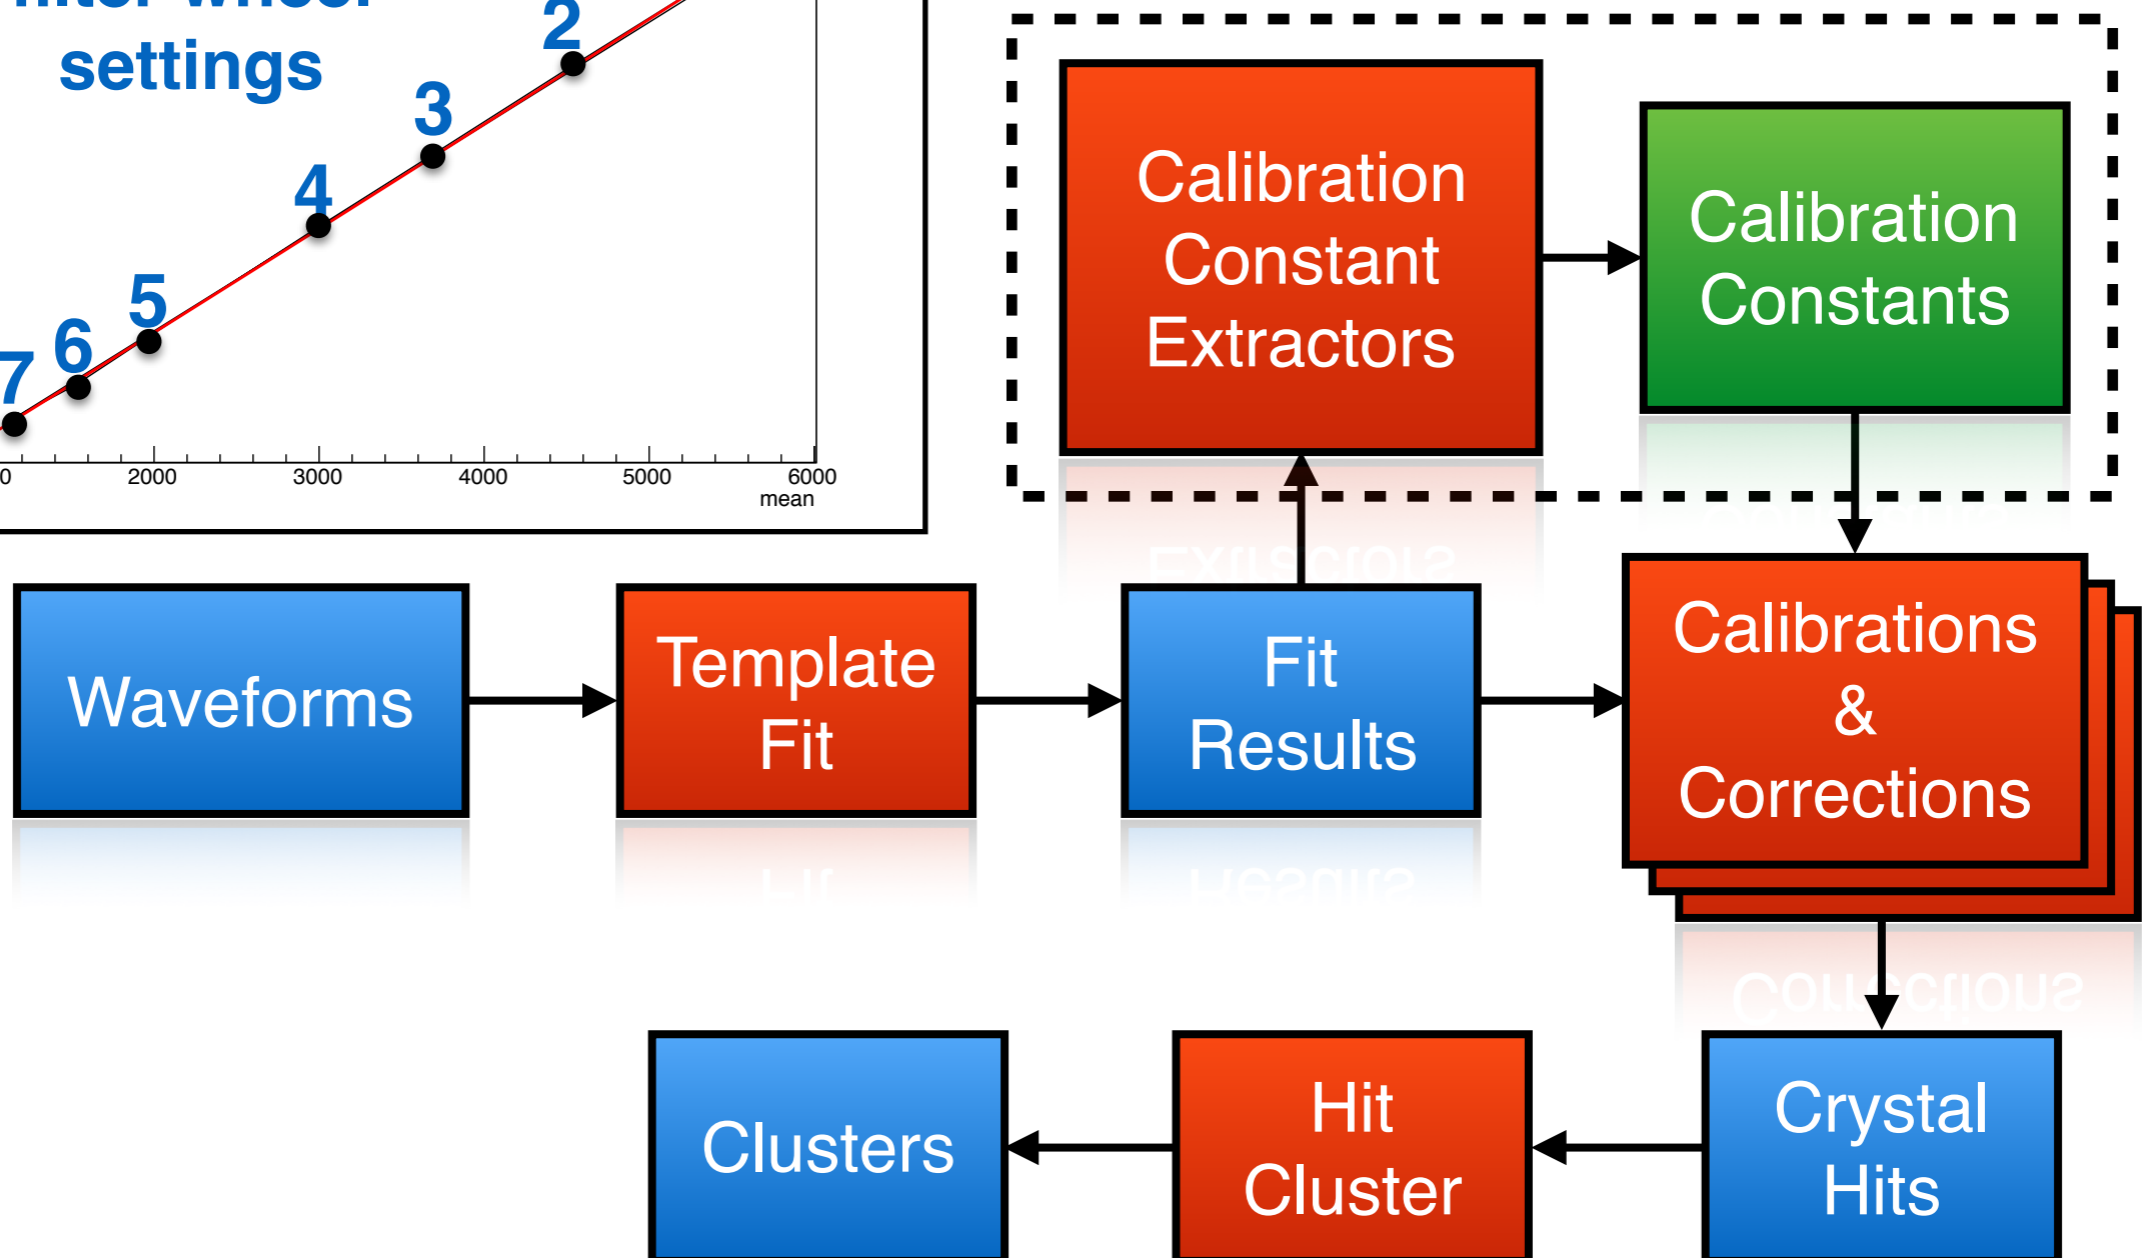 settings
2
3
4
5
6
7
2000 3000 4000 5000 6000
mean
Calibration
Constant
Extractors
Calibration
Constants
Waveforms
Template
Fit
Fit
Results
Calibrations
&
Corrections
Clusters
Hit
Cluster
Crystal
Hits